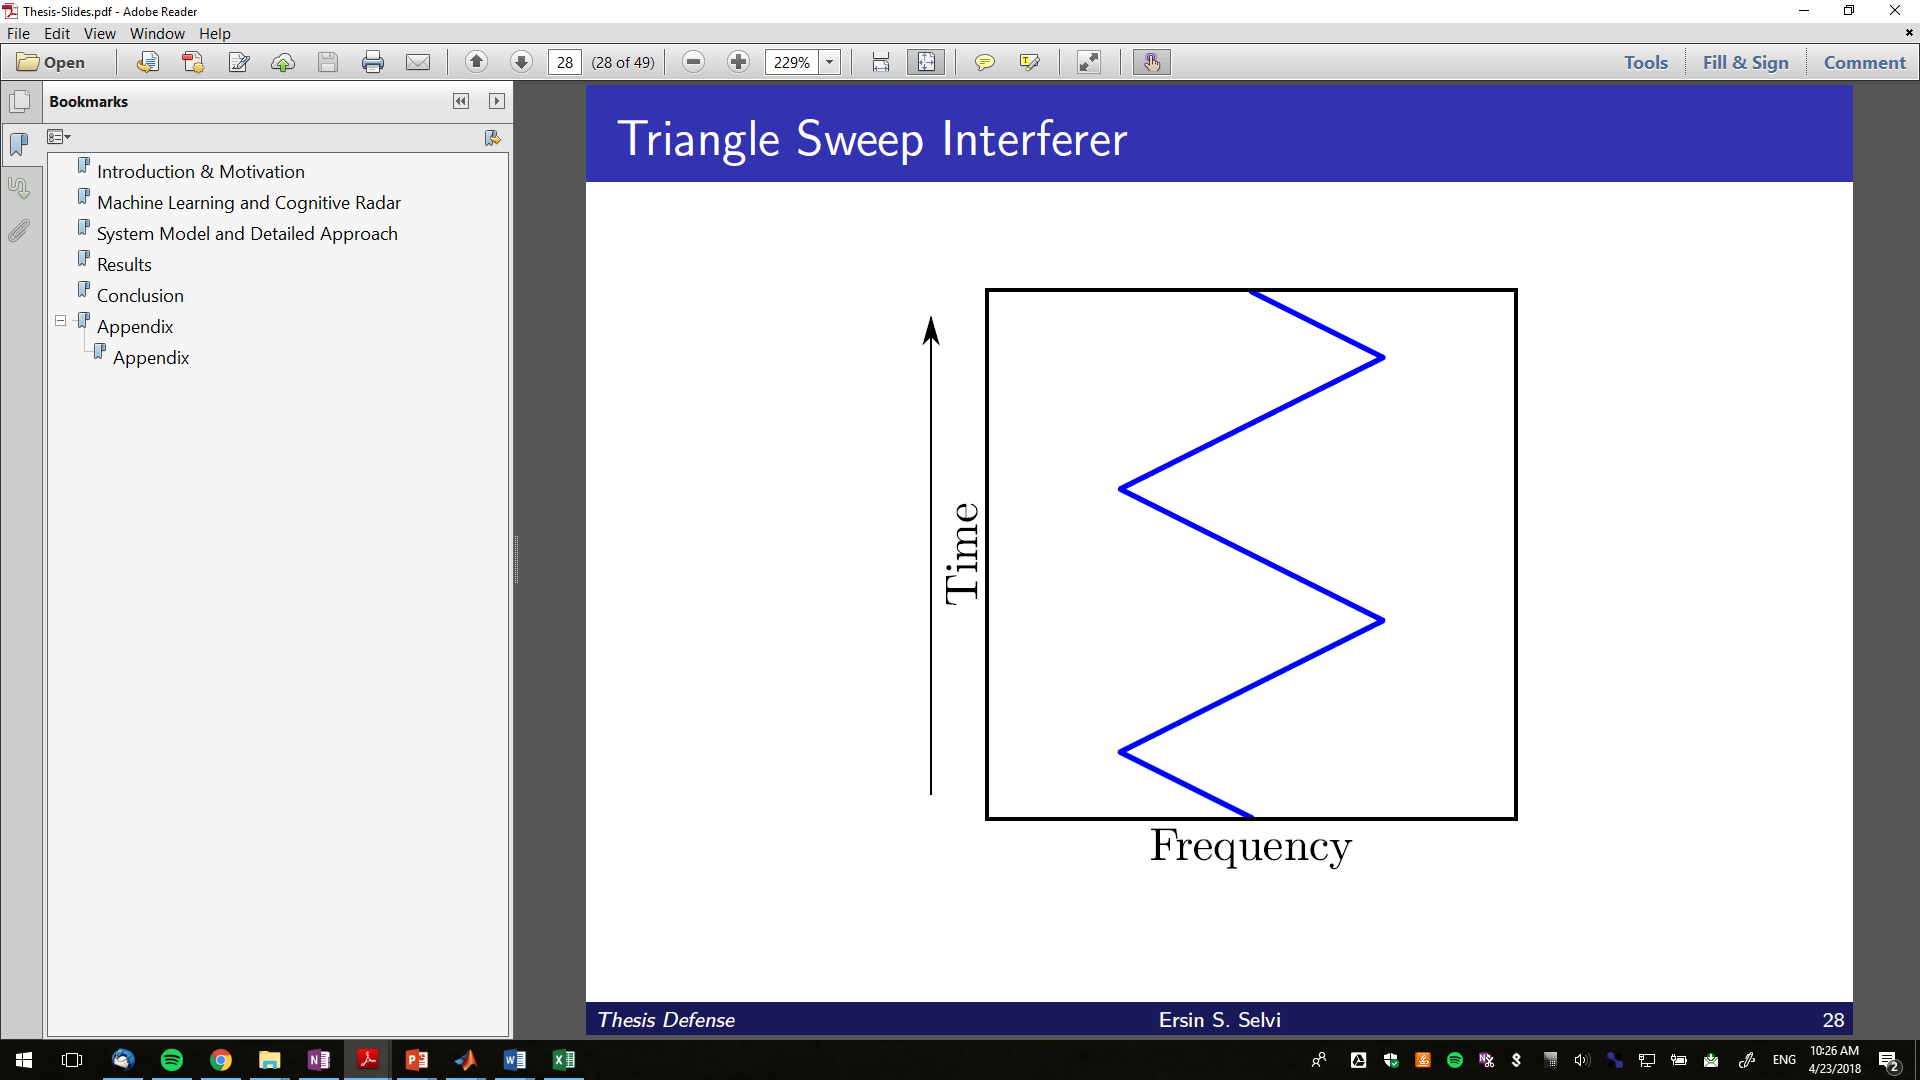 Thesis-Slides.pdf - Adobe Reader
File Edit View Window Help
Open 28 (28 of 49) 229% Tools Fill & Sign Comment
Bookmarks
Introduction & Motivation
Machine Learning and Cognitive Radar
System Model and Detailed Approach
Results
Conclusion
Appendix
Appendix
Triangle Sweep Interferer
Time
Frequency
Thesis Defense Ersin S. Selvi 28
ENG 10:26 AM
4/23/2018 2